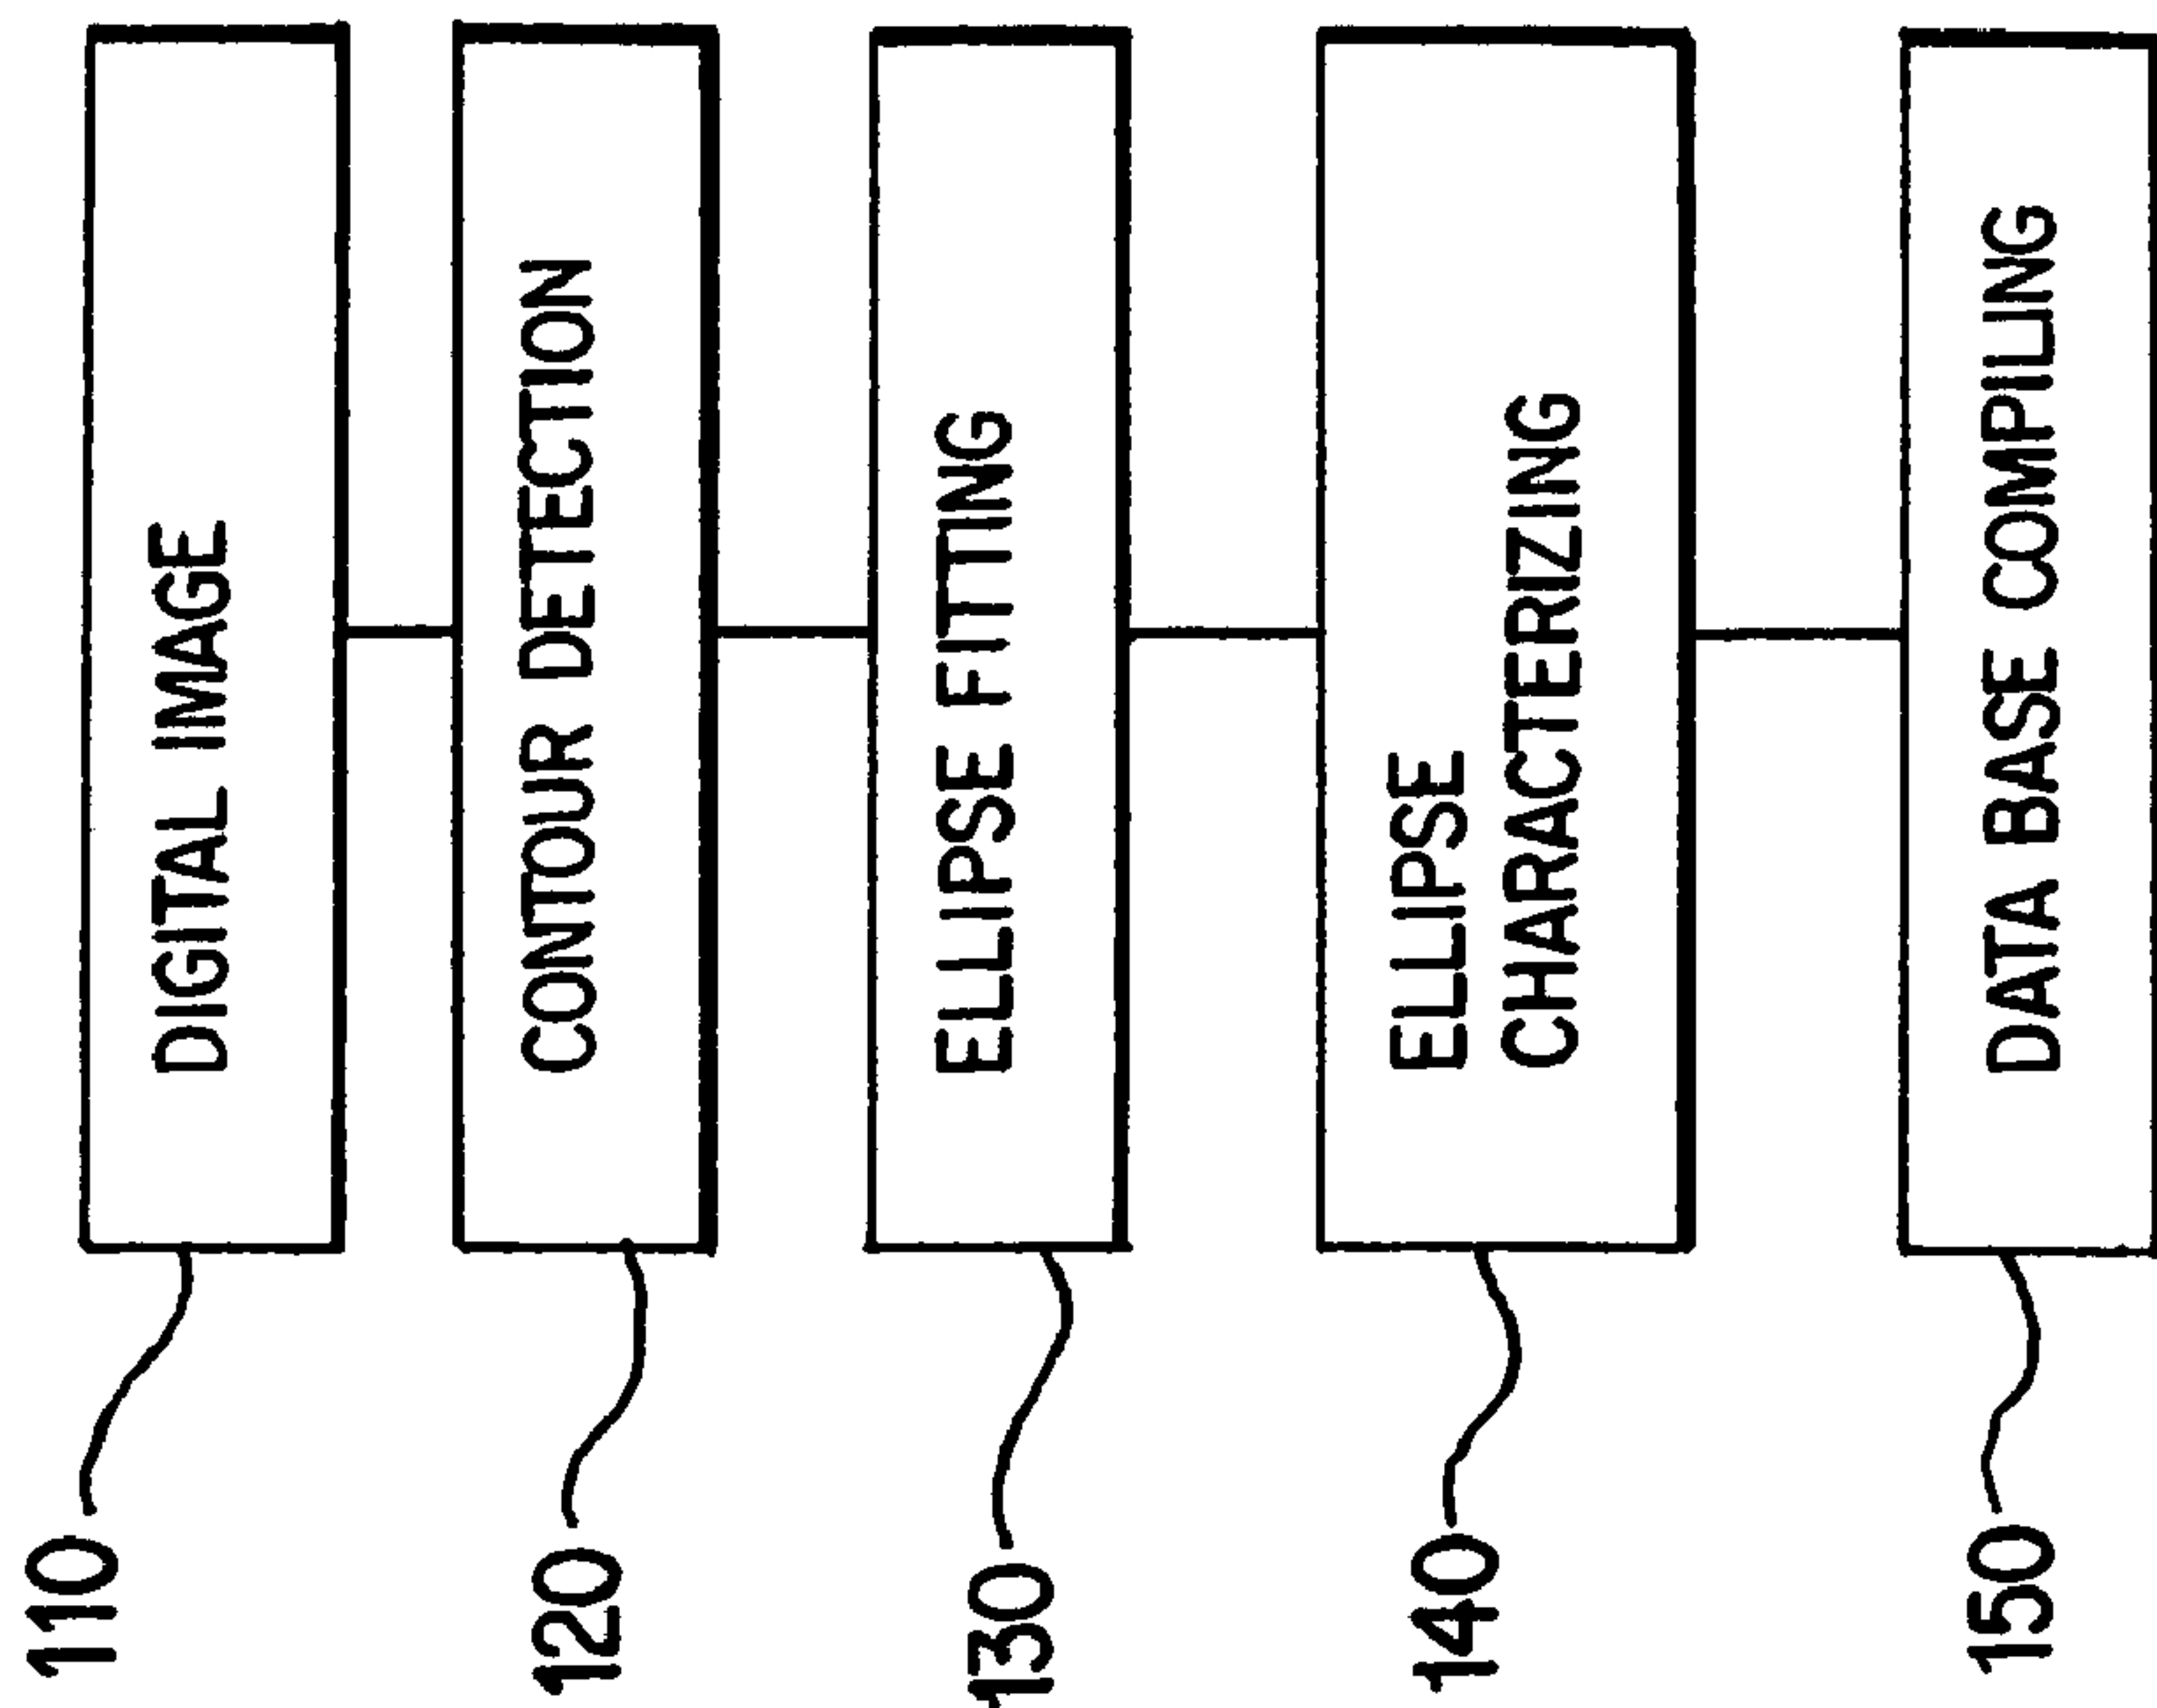 110
DIGITAL IMAGE
120
CONTOUR DETECTION
130
ELLIPSE FITTING
140
ELLIPSE
CHARACTERIZING
150
DATA BASE COMPILING